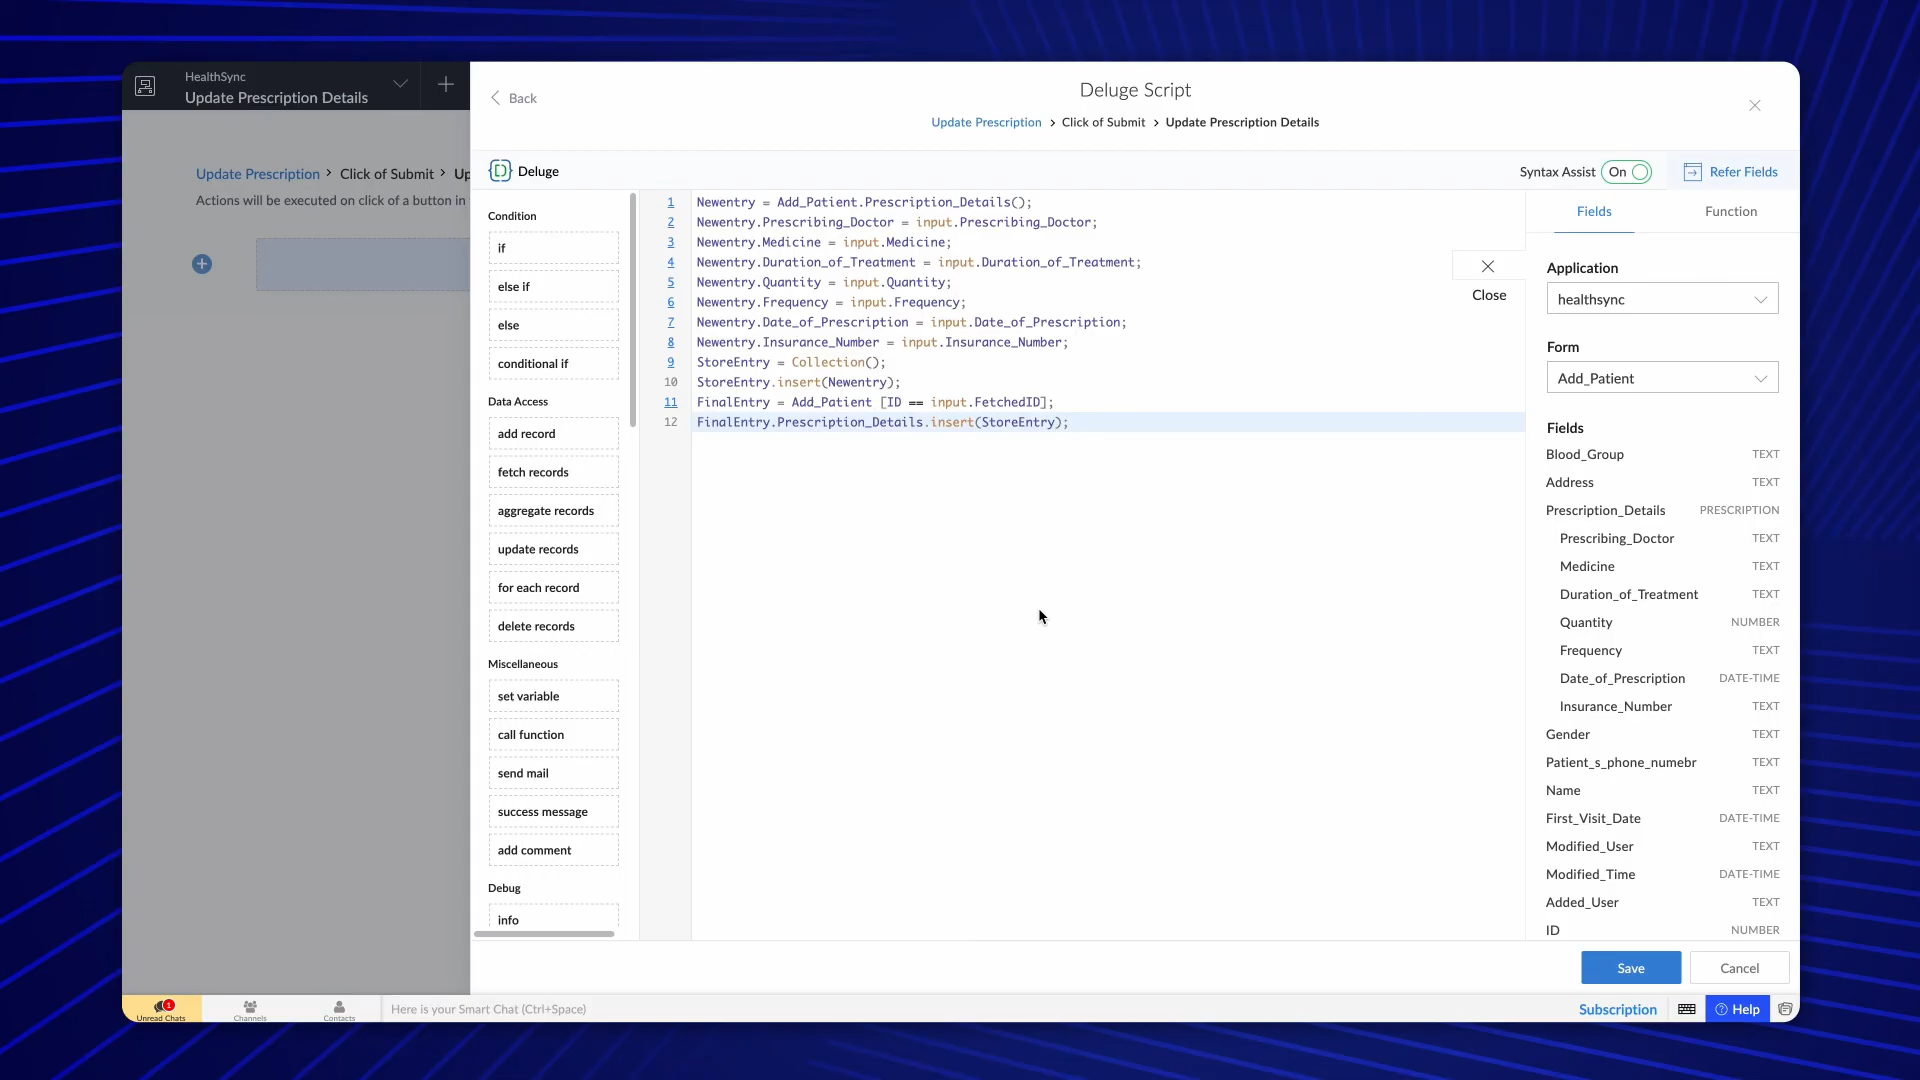 HealthSync
Update Prescription Details
Update Prescription > Click of Submit > Up
Actions will be executed on click of a button in
Back
Deluge Script
Update Prescription > Click of Submit > Update Prescription Details
Deluge
Syntax Assist On
Refer Fields
Condition
if
else if
else
conditional if
Data Access
add record
fetch records
aggregate records
update records
for each record
delete records
Miscellaneous
set variable
call function
send mail
success message
add comment
Debug
info
1 Newentry = Add_Patient.Prescription_Details();
2 Newentry.Prescribing_Doctor = input.Prescribing_Doctor;
3 Newentry.Medicine = input.Medicine;
4 Newentry.Duration_of_Treatment = input.Duration_of_Treatment;
5 Newentry.Quantity = input.Quantity;
6 Newentry.Frequency = input.Frequency;
7 Newentry.Date_of_Prescription = input.Date_of_Prescription;
8 Newentry.Insurance_Number = input.Insurance_Number;
9 StoreEntry = Collection();
10 StoreEntry.insert(Newentry);
11 FinalEntry = Add_Patient [ID == input.FetchedID];
12 FinalEntry.Prescription_Details.insert(StoreEntry);
Close
Fields Function
Application
healthsync
Form
Add_Patient
Fields
Blood_Group TEXT
Address TEXT
Prescription_Details PRESCRIPTION
Prescribing_Doctor TEXT
Medicine TEXT
Duration_of_Treatment TEXT
Quantity NUMBER
Frequency TEXT
Date_of_Prescription DATE-TIME
Insurance_Number TEXT
Gender TEXT
Patient_s_phone_numebr TEXT
Name TEXT
First_Visit_Date DATE-TIME
Modified_User TEXT
Modified_Time DATE-TIME
Added_User TEXT
ID NUMBER
Save Cancel
1
Unread Chats
Channels
Contacts
Here is your Smart Chat (Ctrl+Space)
Subscription
Help